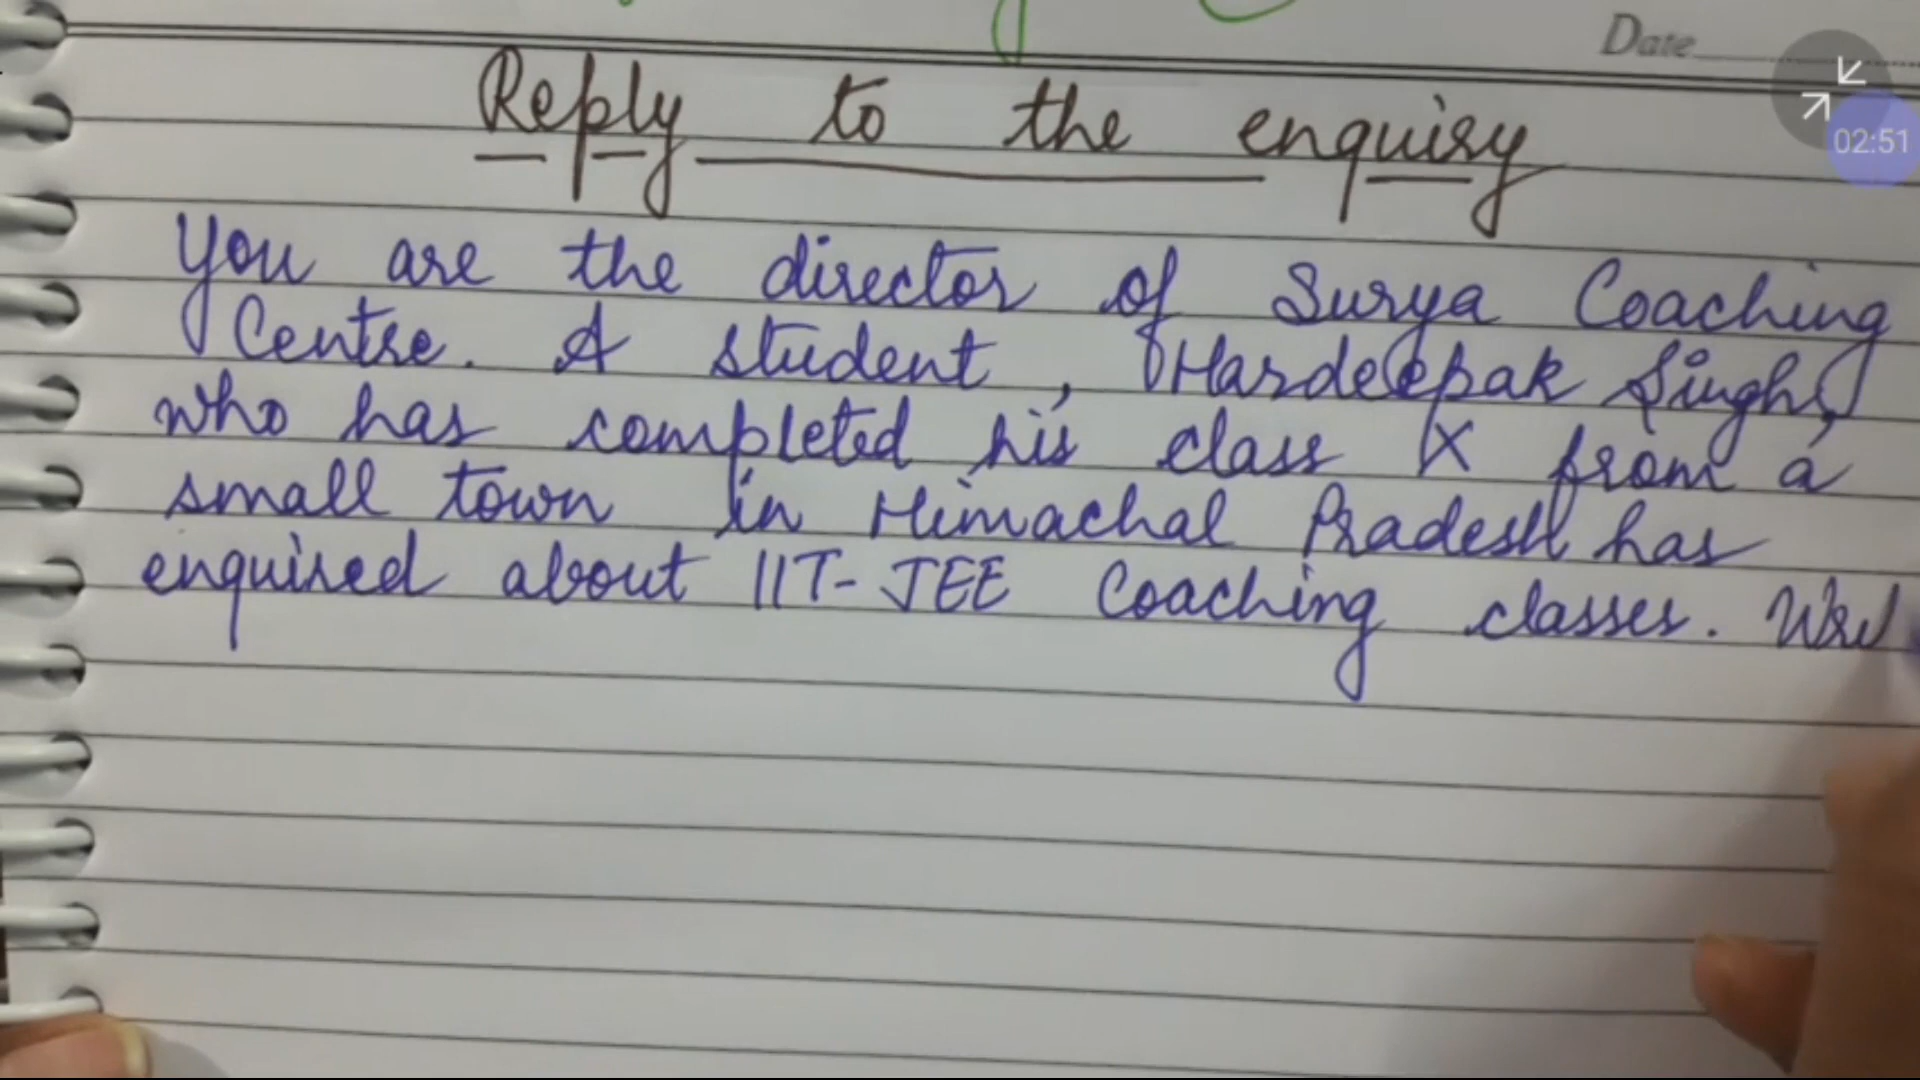 Date
Reply to the enquiry
02:51
You are the director of Surya Coaching
Centre. A student, Hardeepak Singh,
who has completed his class X from a
small town in Himachal Pradesh has
enquired about IIT-JEE Coaching classes. Wri